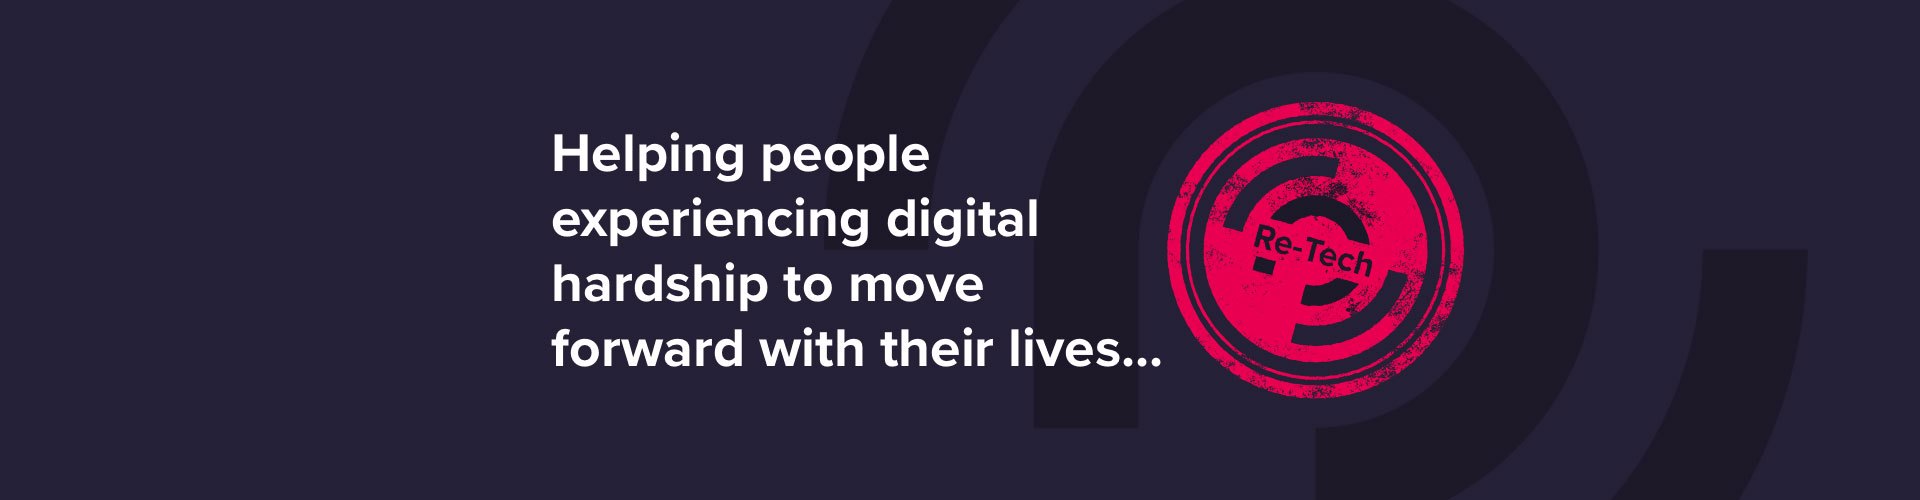 Helping people
experiencing digital
hardship to move
forward with their lives...
Re-Tech